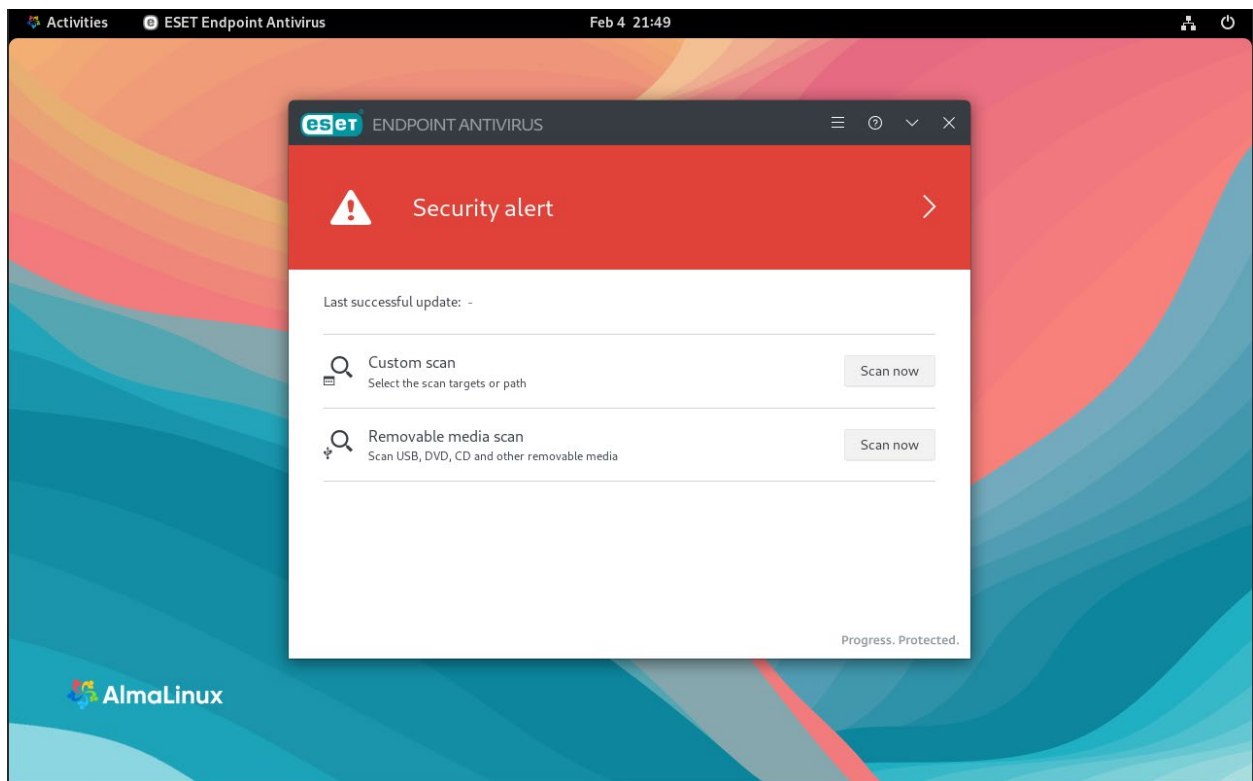 Activities ESET Endpoint Antivirus Feb 4 21:49
eseT ENDPOINT ANTIVIRUS
Security alert
Last successful update: -
Custom scan
Select the scan targets or path
Scan now
Removable media scan
Scan USB, DVD, CD and other removable media
Scan now
Progress. Protected.
AlmaLinux